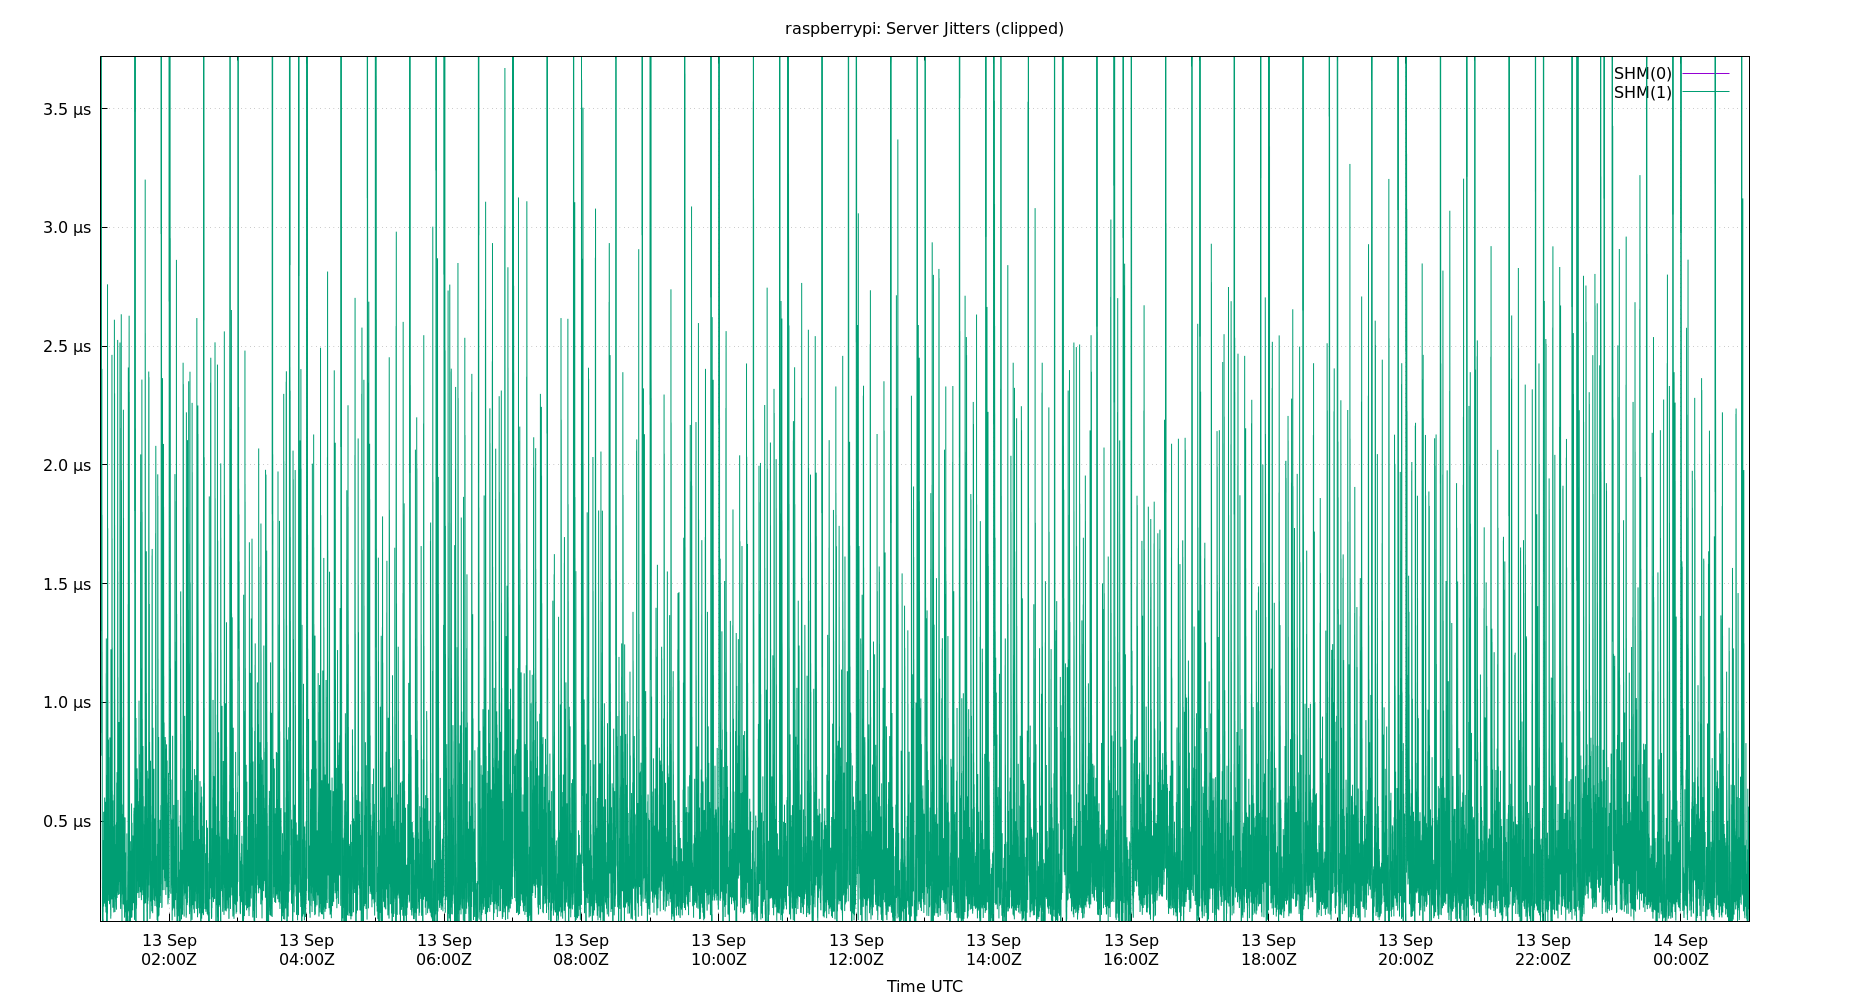 raspberrypi: Server Jitters (clipped)
SHM(0)
SHM(1)
3.5 µs
3.0 µs
2.5 µs
2.0 µs
1.5 µs
1.0 µs
0.5 µs
13 Sep 13 Sep 13 Sep 13 Sep 13 Sep 13 Sep 13 Sep 13 Sep 13 Sep 13 Sep 13 Sep 14 Sep
02:00Z 04:00Z 06:00Z 08:00Z 10:00Z 12:00Z 14:00Z 16:00Z 18:00Z 20:00Z 22:00Z 00:00Z
Time UTC